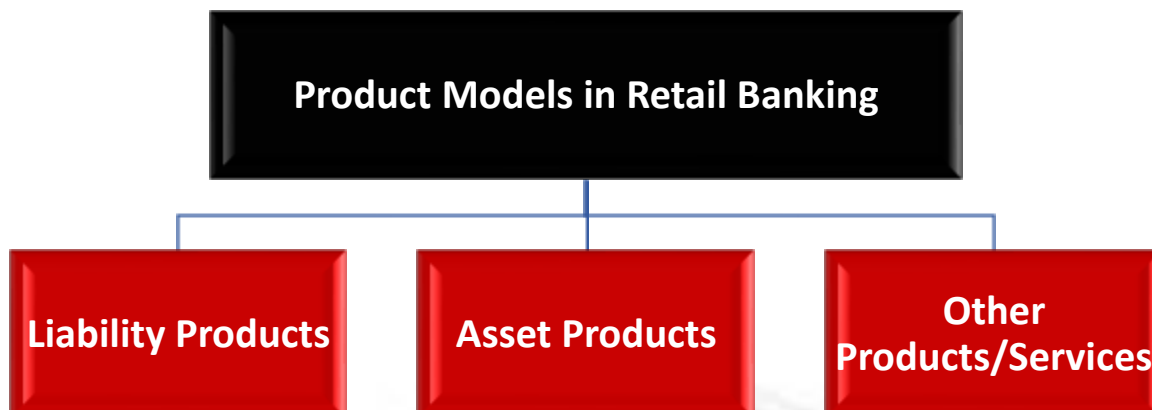 Product Models in Retail Banking
Liability Products
Asset Products
Other
Products/Services